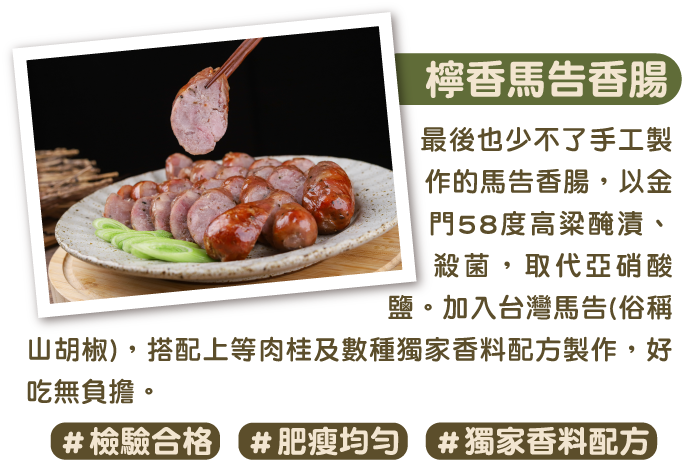 檸香馬告香腸
最後也少不了手工製
作的馬告香腸，以金
門58度高粱醃漬、
殺菌，取代亞硝酸
鹽。加入台灣馬告(俗稱
山胡椒)，搭配上等肉桂及數種獨家香料配方製作，好
吃無負擔。
#檢驗合格 #肥瘦均勻 #獨家香料配方